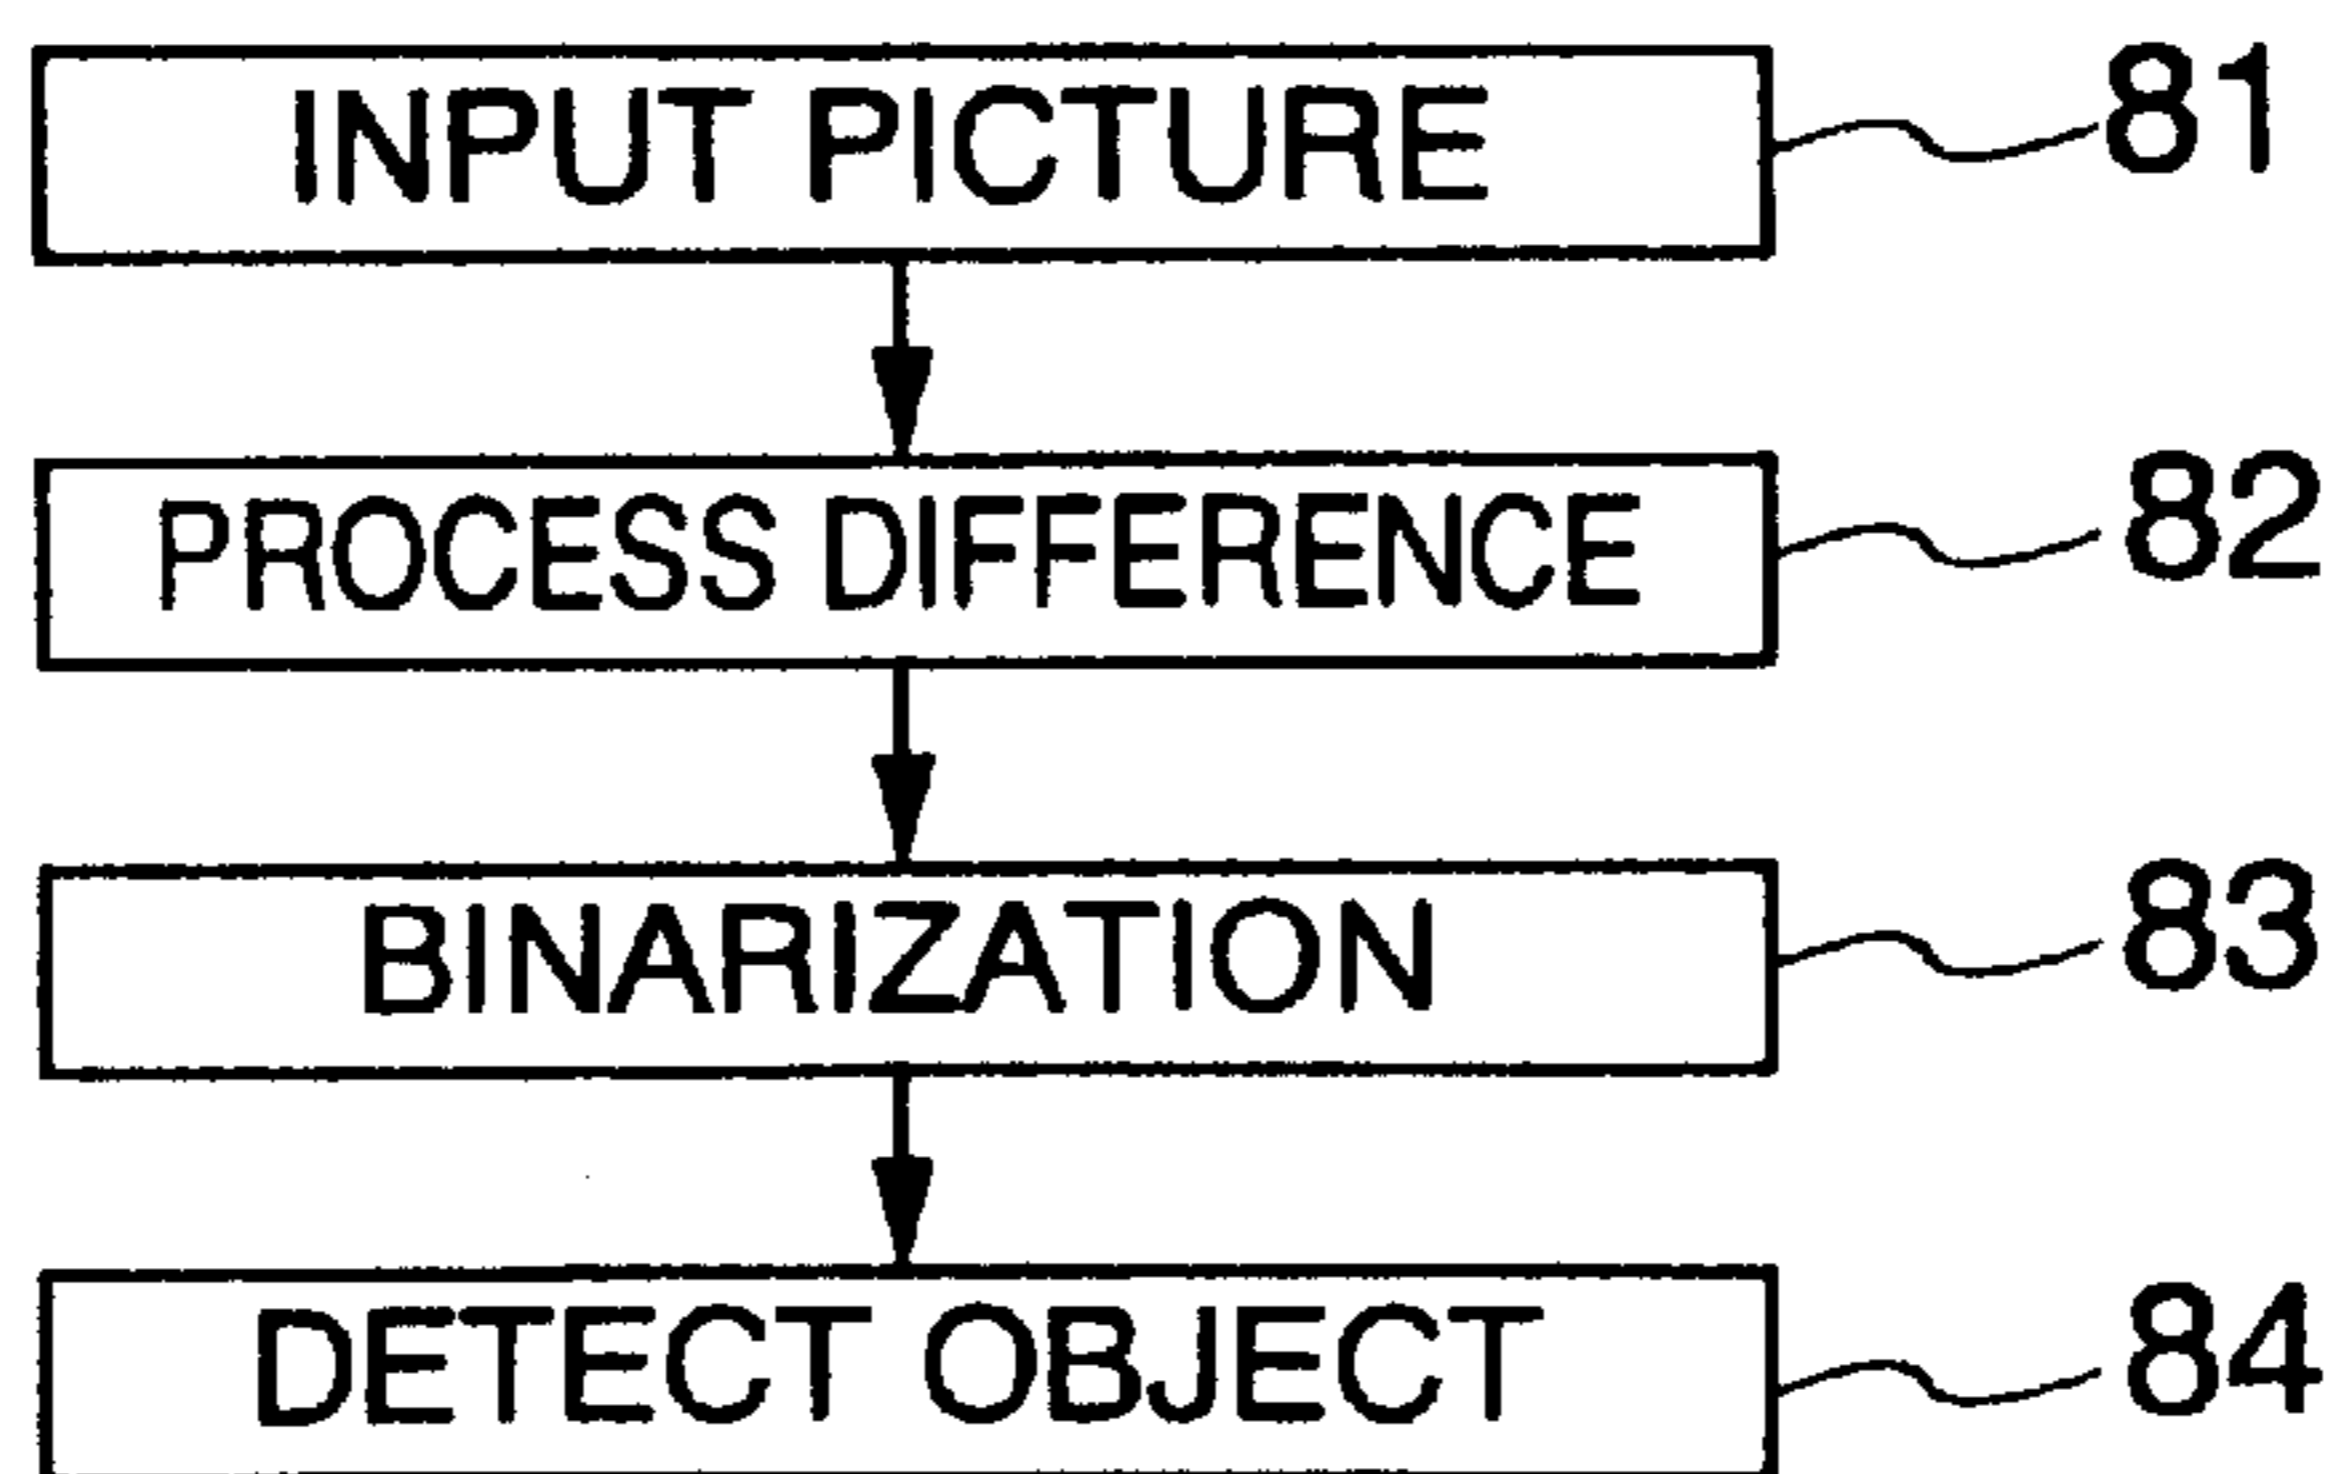 INPUT PICTURE 81
PROCESS DIFFERENCE 82
BINARIZATION 83
DETECT OBJECT 84